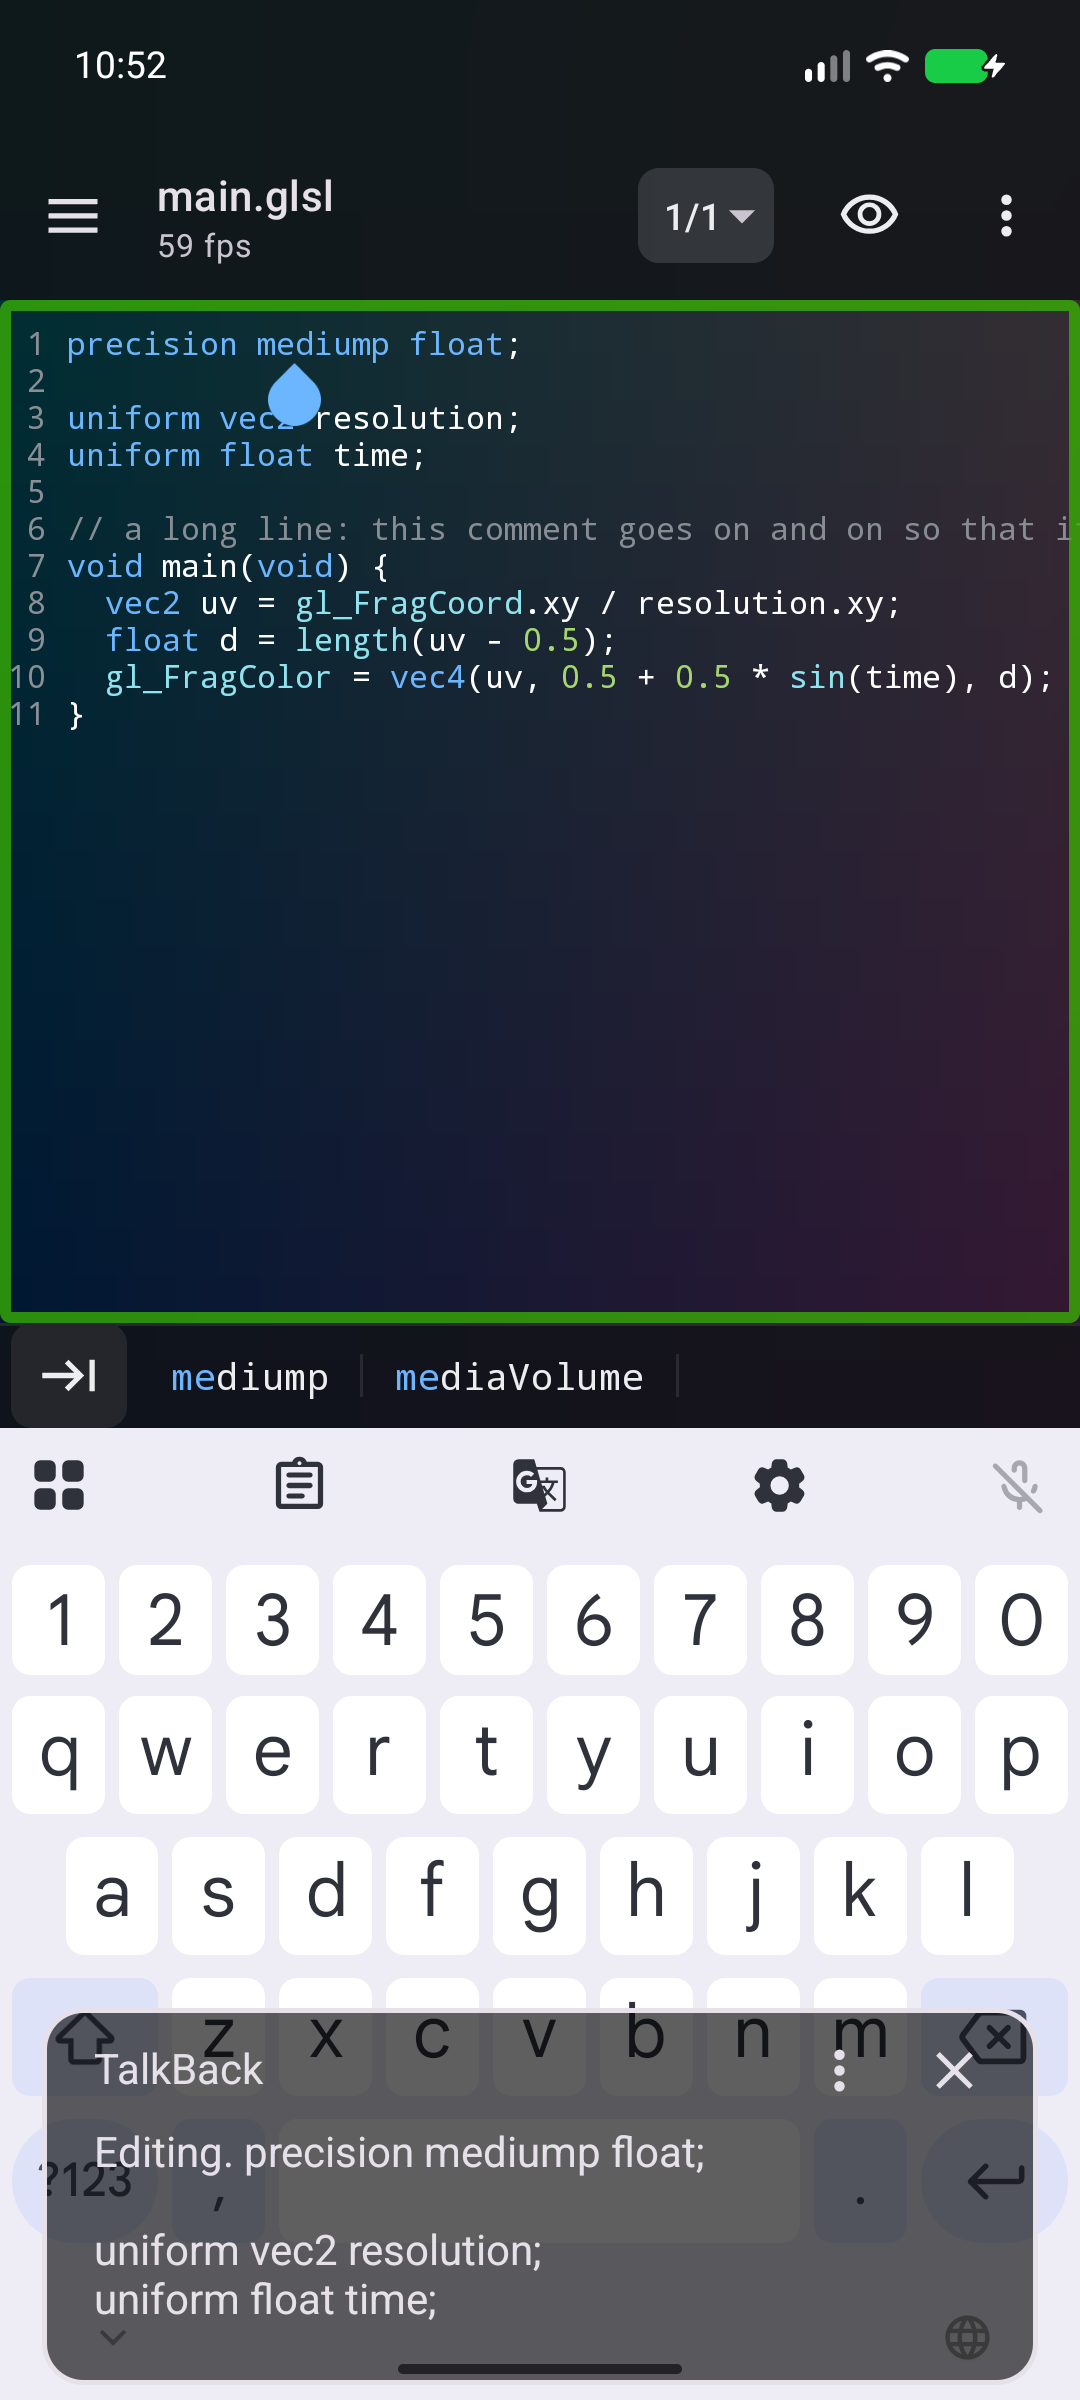 10:52
main.glsl
59 fps
1/1
1 precision mediump float;
2
3 uniform vec2 resolution;
4 uniform float time;
5
6 // a long line: this comment goes on and on so that i
7 void main(void) {
8   vec2 uv = gl_FragCoord.xy / resolution.xy;
9   float d = length(uv - 0.5);
10   gl_FragColor = vec4(uv, 0.5 + 0.5 * sin(time), d);
11 }
mediump mediaVolume
1 2 3 4 5 6 7 8 9 0
q w e r t y u i o p
a s d f g h j k l
z x c v b n m
TalkBack
Editing. precision mediump float;
?123 , .
uniform vec2 resolution;
uniform float time;